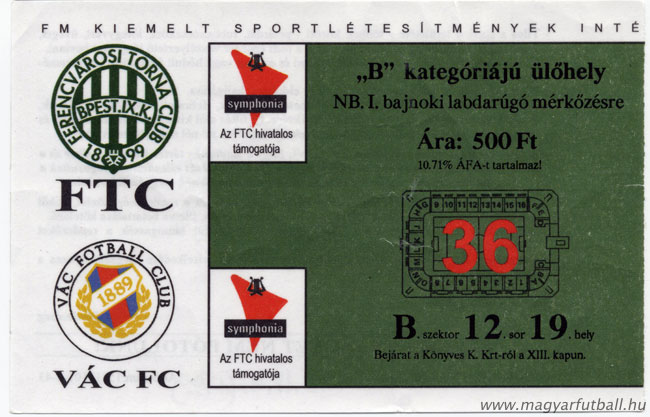 FM KIEMELT SPORTLÉTESÍTMÉNYEK INTÉ
FERENCVÁROSI TORNA CLUB
BPEST.IX.K.
18 99
FTC
VÁC FOTBALL CLUB
1889
VÁC FC
symphonia
Az FTC hivatalos
támogatója
symphonia
Az FTC hivatalos
támogatója
„B” kategóriájú ülőhely
NB. I. bajnoki labdarúgó mérkőzésre
Ára: 500 Ft
10.71% ÁFA-t tartalmaz!
36
B. szektor 12. sor 19. hely
Bejárat a Könyves K. Krt-ról a XIII. kapun.
www.magyarfutball.hu